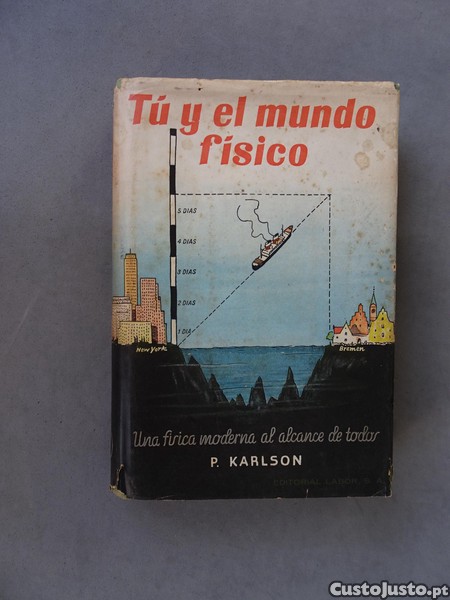 Tú y el mundo
físico
5 DIAS
4 DIAS
3 DIAS
2 DIAS
1 DIA
New York
Bremen
Una física moderna al alcance de todos
P. KARLSON
EDITORIAL LABOR, S. A.
CustoJusto.pt